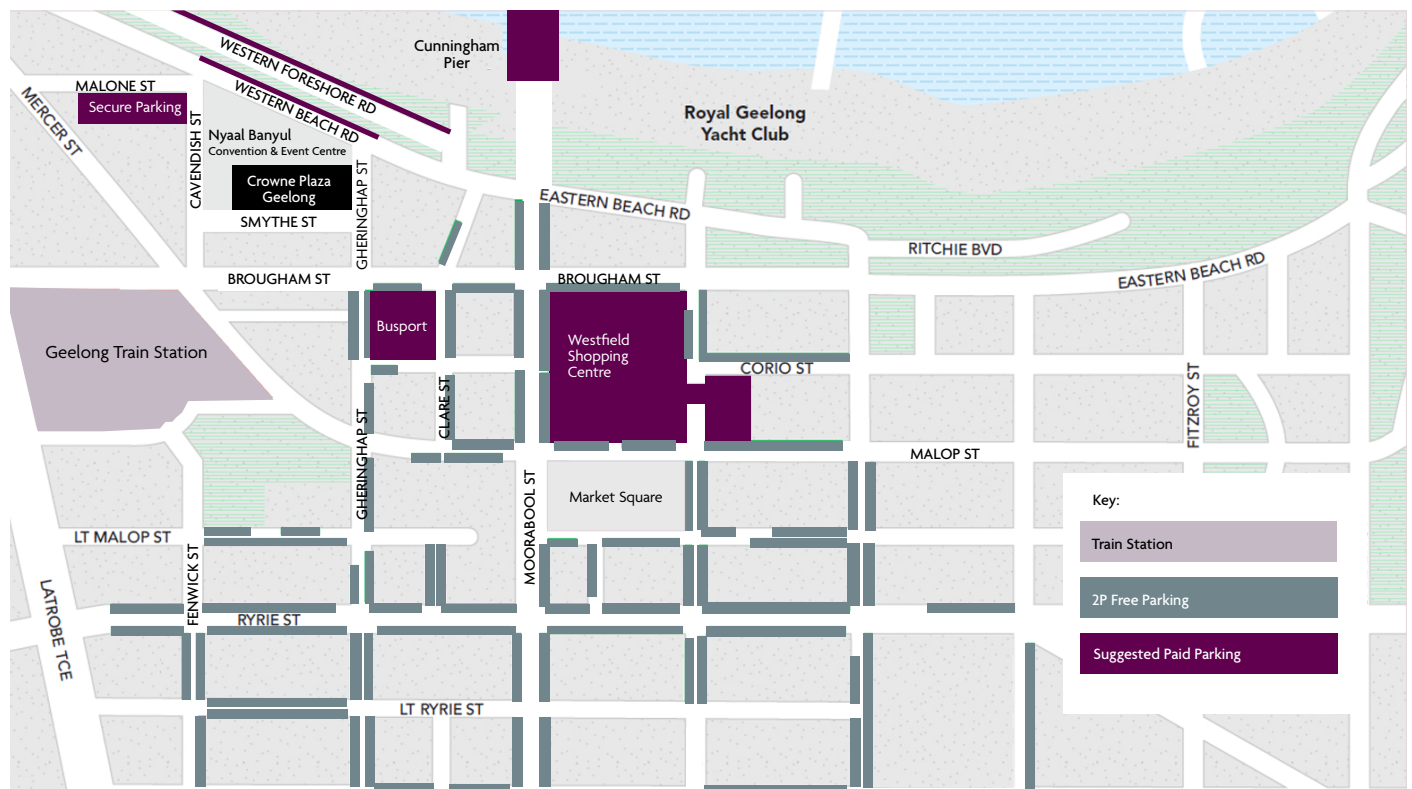 Cunningham
Pier
WESTERN FORESHORE RD
MALONE ST
Secure Parking
WESTERN BEACH RD
MERCER ST
CAVENDISH ST
Nyaal Banyul
Convention & Event Centre
Royal Geelong
Yacht Club
Crowne Plaza
Geelong
GHERINGHAP ST
SMYTHE ST
EASTERN BEACH RD
RITCHIE BVD
EASTERN BEACH RD
BROUGHAM ST
BROUGHAM ST
Geelong Train Station
Busport
Westfield
Shopping
Centre
CORIO ST
CLARE ST
GHERINGHAP ST
FITZROY ST
MALOP ST
Market Square
MOORABOOL ST
LT MALOP ST
FENWICK ST
LATROBE TCE
RYRIE ST
LT RYRIE ST
Key:
Train Station
2P Free Parking
Suggested Paid Parking